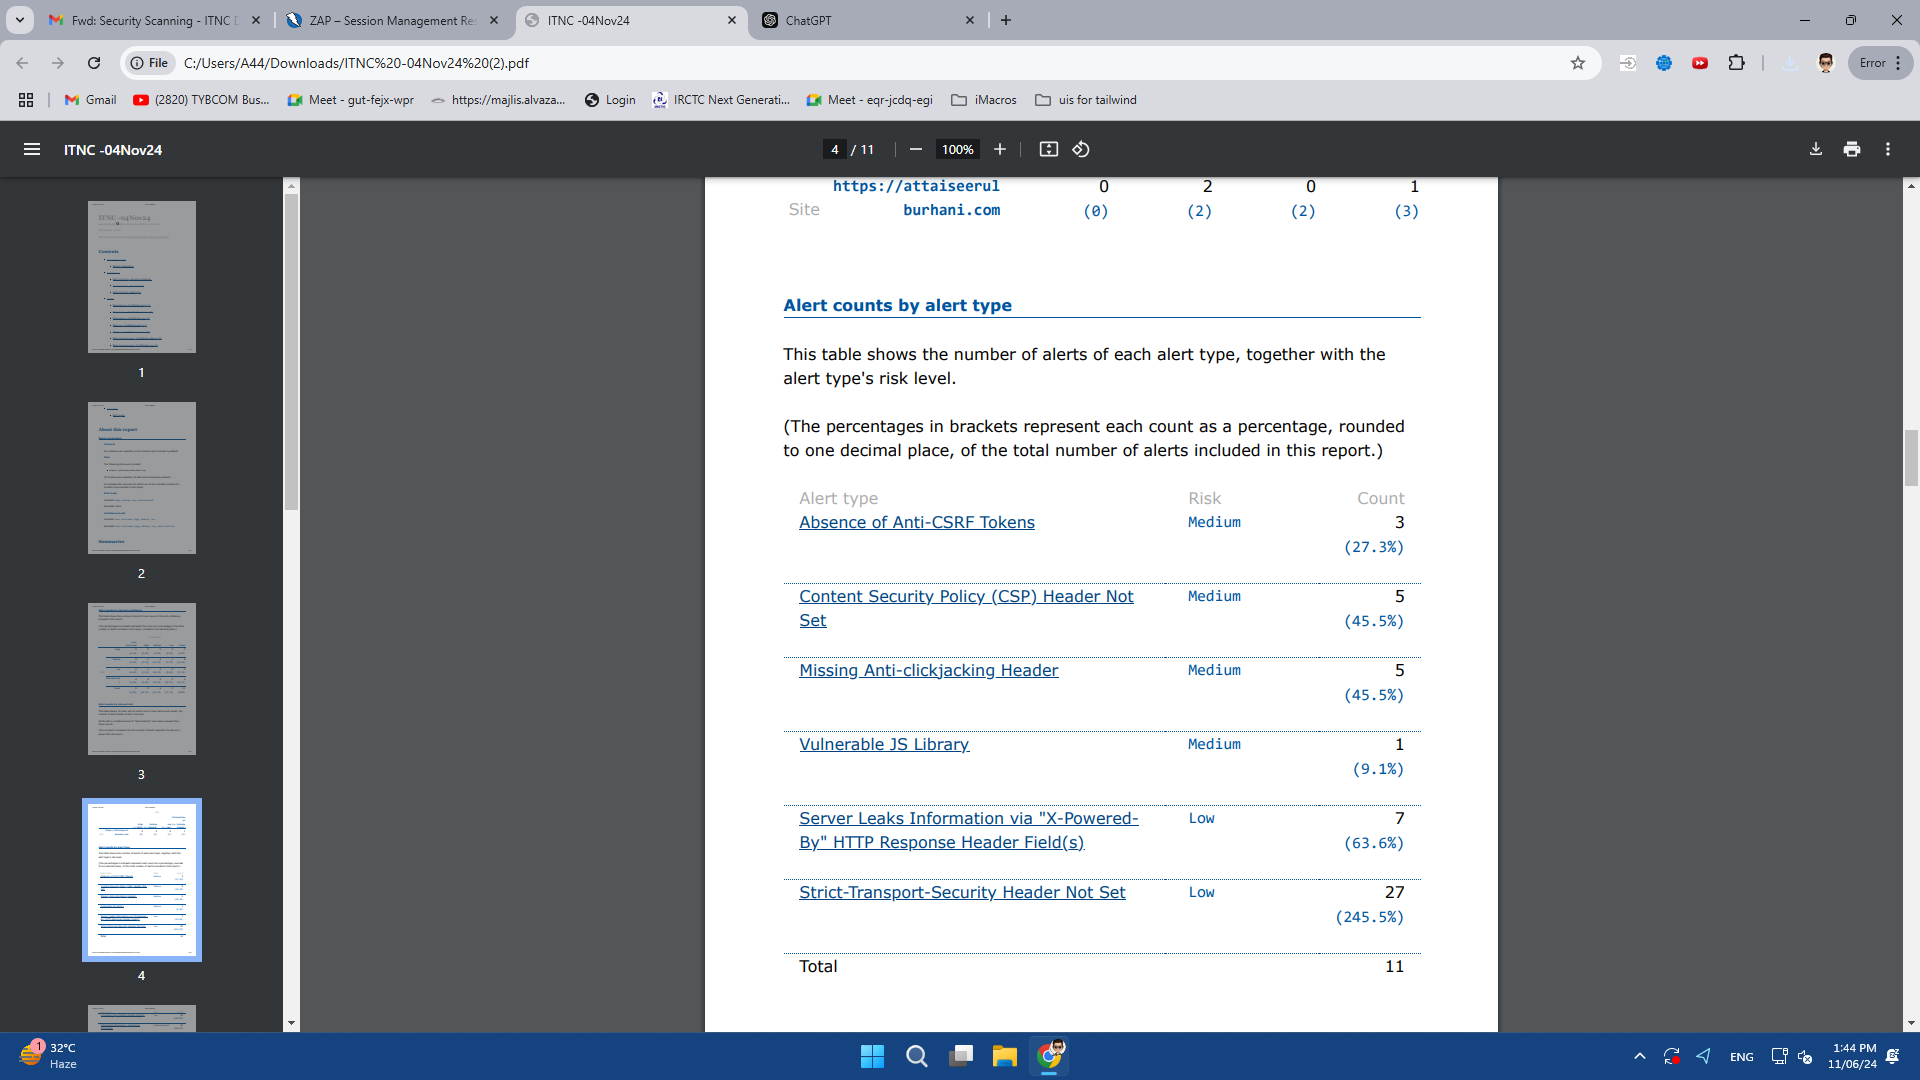 Fwd: Security Scanning - ITNC D
ZAP – Session Management Re
ITNC -04Nov24
ChatGPT
File C:/Users/A44/Downloads/ITNC%20-04Nov24%20(2).pdf
Error
Gmail
(2820) TYBCOM Bus...
Meet - gut-fejx-wpr
https://majlis.alvaza...
Login
IRCTC Next Generati...
Meet - eqr-jcdq-egi
iMacros
uis for tailwind
ITNC -04Nov24
4 / 11
100%
1
2
3
4
https://attaiseerul 0 2 0 1
Site burhani.com (0) (2) (2) (3)
Alert counts by alert type
This table shows the number of alerts of each alert type, together with the
alert type's risk level.
(The percentages in brackets represent each count as a percentage, rounded
to one decimal place, of the total number of alerts included in this report.)
Alert type Risk Count
Absence of Anti-CSRF Tokens Medium 3
(27.3%)
Content Security Policy (CSP) Header Not Medium 5
Set (45.5%)
Missing Anti-clickjacking Header Medium 5
(45.5%)
Vulnerable JS Library Medium 1
(9.1%)
Server Leaks Information via "X-Powered- Low 7
By" HTTP Response Header Field(s) (63.6%)
Strict-Transport-Security Header Not Set Low 27
(245.5%)
Total 11
1
32°C
Haze
ENG
1:44 PM
11/06/24